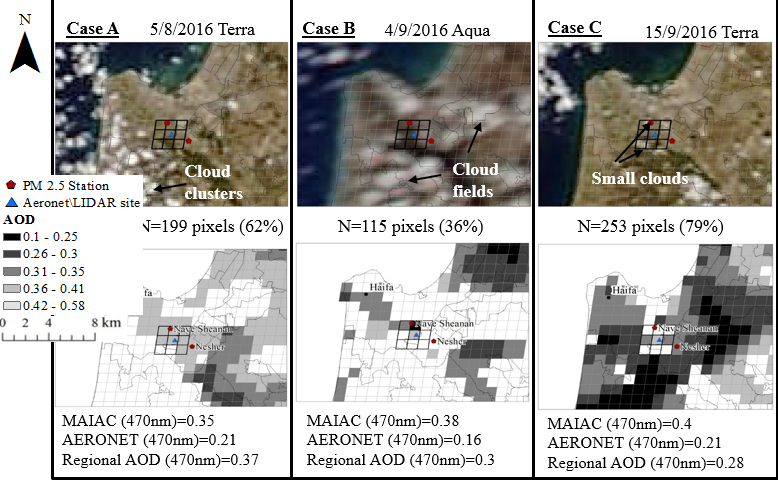 N
Case A
5/8/2016 Terra
Case B
4/9/2016 Aqua
Case C
15/9/2016 Terra
Cloud
clusters
Cloud
fields
Small clouds
PM 2.5 Station
Aeronet\LIDAR site
AOD
0.1 - 0.25
0.26 - 0.3
0.31 - 0.35
0.36 - 0.41
0.42 - 0.58
0 2 4 8 km
N=199 pixels (62%)
N=115 pixels (36%)
N=253 pixels (79%)
fa
Nave Sheanan
Nesher
Haifa
Nave Sheanan
Nesher
Haifa
Nave Sheanan
Nesher
MAIAC (470nm)=0.35
AERONET (470nm)=0.21
Regional AOD (470nm)=0.37
MAIAC (470nm)=0.38
AERONET (470nm)=0.16
Regional AOD (470nm)=0.3
MAIAC (470nm)=0.4
AERONET (470nm)=0.21
Regional AOD (470nm)=0.28